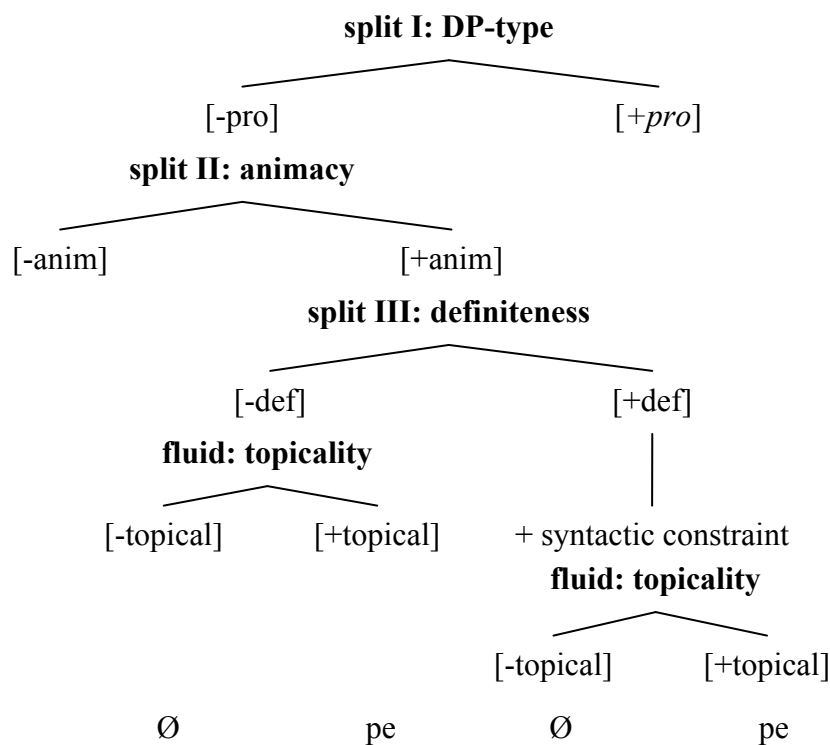 split I: DP-type
[-pro] [+pro]
split II: animacy
[-anim] [+anim]
split III: definiteness
[-def] [+def]
fluid: topicality
[-topical] [+topical] + syntactic constraint
fluid: topicality
[-topical] [+topical]
Ø pe Ø pe